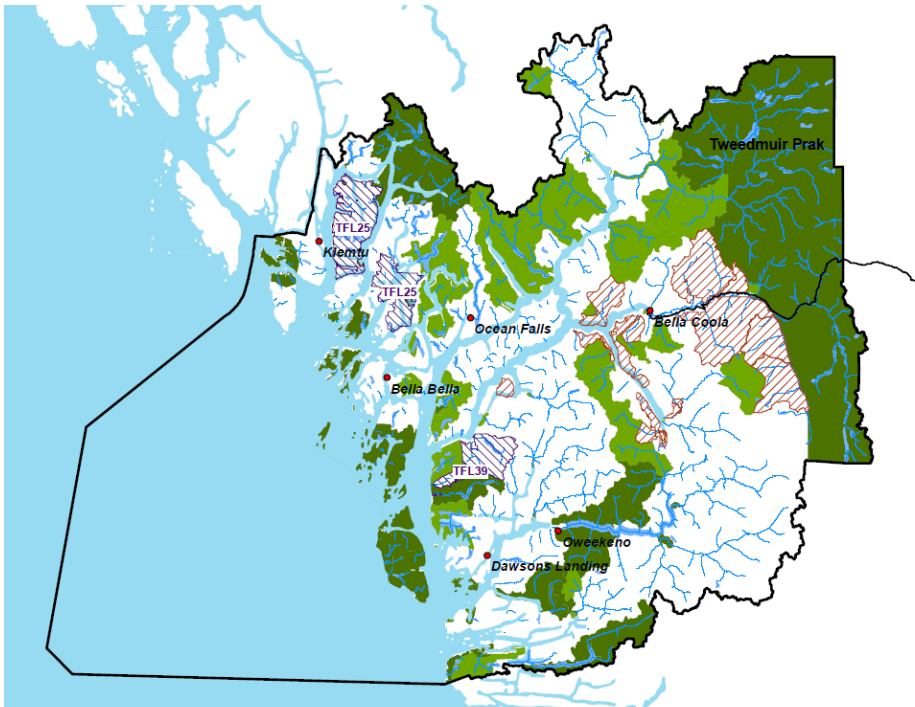 Tweedmuir Prak
TFL25
Klemtu
TFL25
Bella Coola
Ocean Falls
Bella Bella
TFL39
Oweekeno
Dawsons Landing